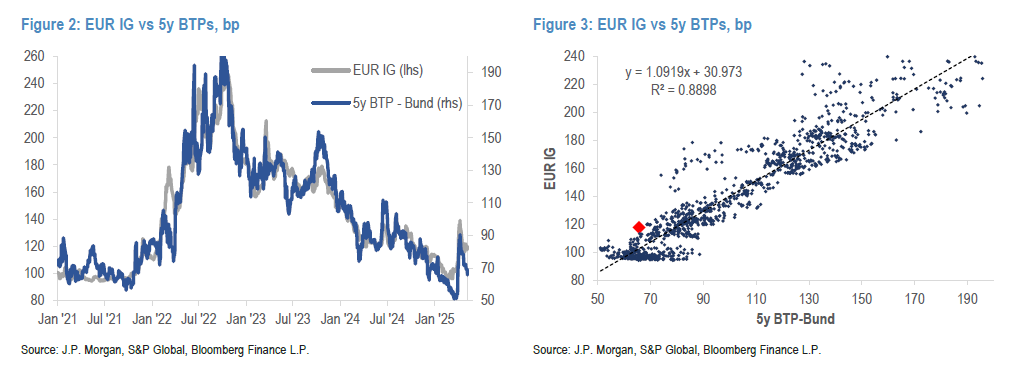 Figure 2: EUR IG vs 5y BTPs, bp
260
240
220
200
180
160
140
120
100
80
190
170
150
130
110
90
70
50
EUR IG (lhs)
5y BTP - Bund (rhs)
Jan '21 Jul '21 Jan '22 Jul '22 Jan '23 Jul '23 Jan '24 Jul '24 Jan '25
Source: J.P. Morgan, S&P Global, Bloomberg Finance L.P.
Figure 3: EUR IG vs 5y BTPs, bp
240
220
200
180
160
140
120
100
80
EUR IG
y = 1.0919x + 30.973
R² = 0.8898
50 70 90 110 130 150 170 190
5y BTP-Bund
Source: J.P. Morgan, S&P Global, Bloomberg Finance L.P.